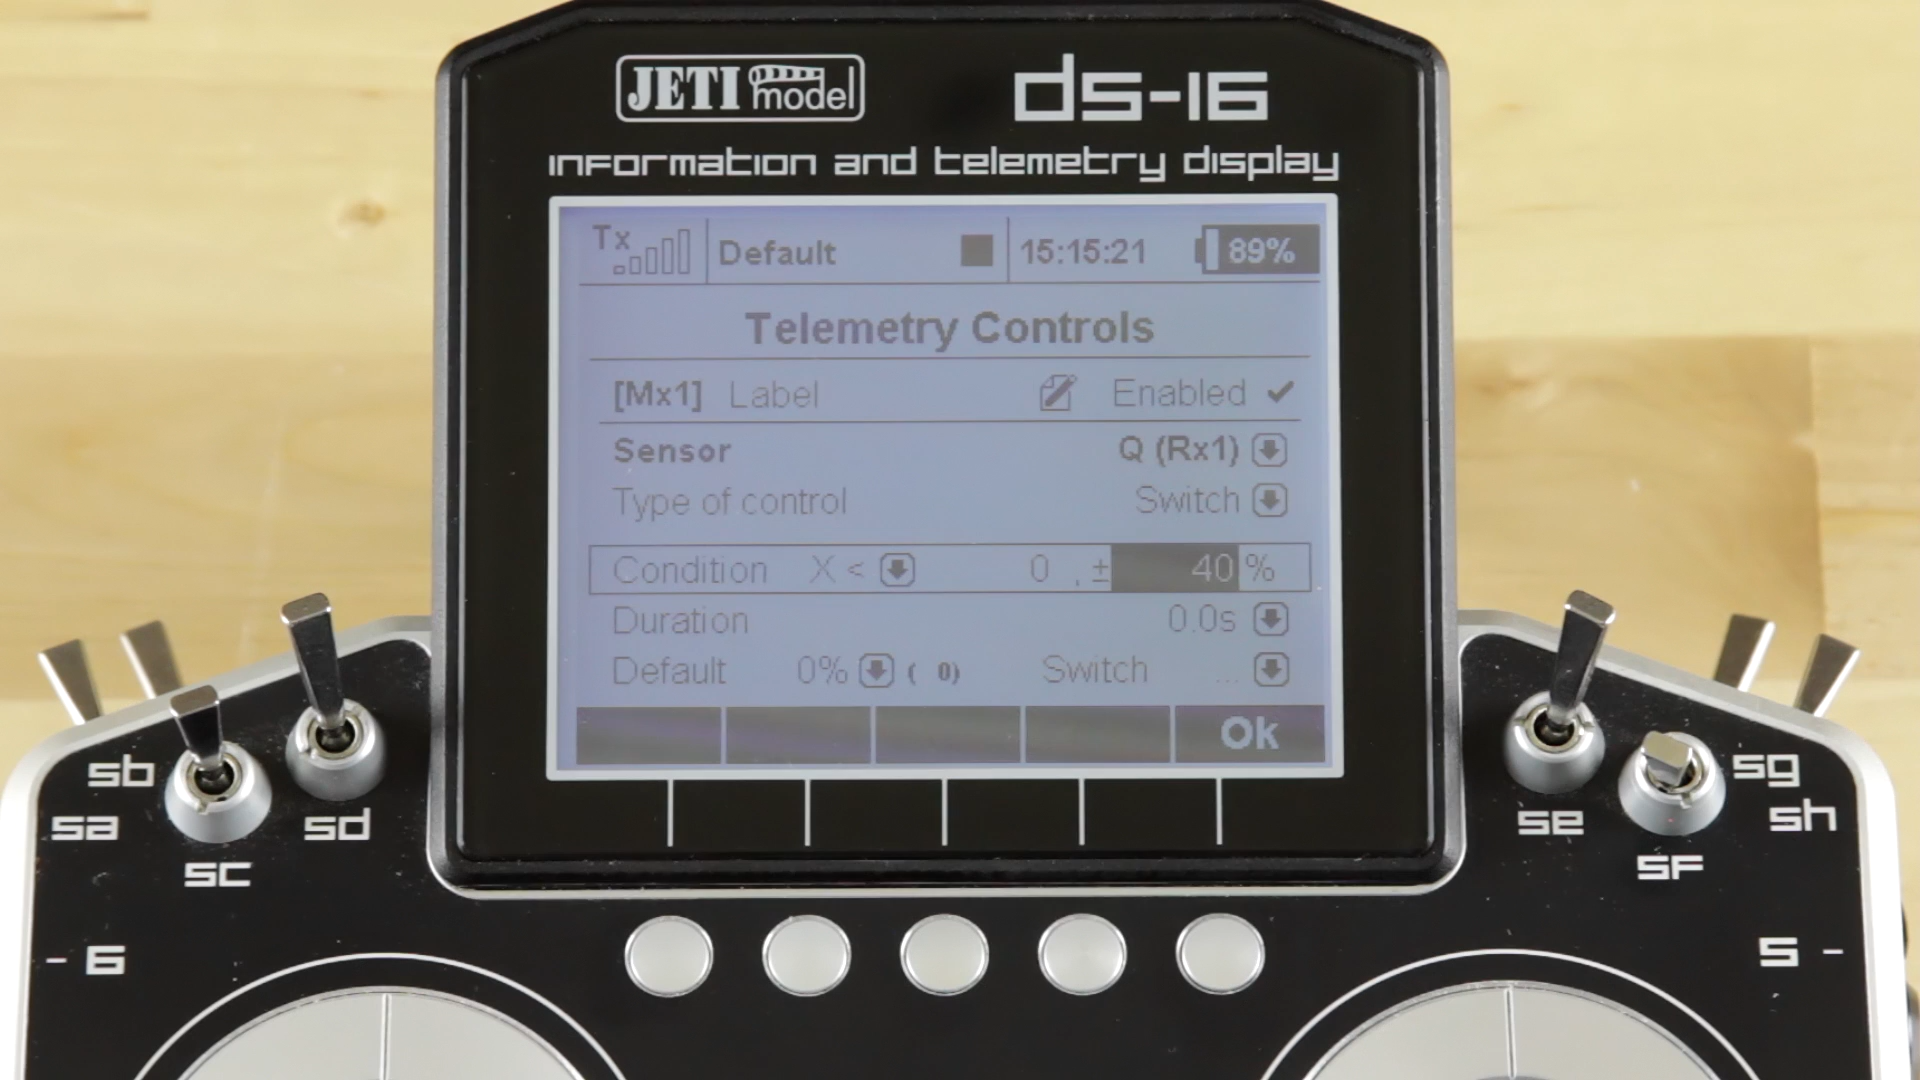 JETI model ds-16
information and telemetry display
Tx Default 15:15:21 89%
Telemetry Controls
[Mx1] Label Enabled
Sensor Q (Rx1)
Type of control Switch
Condition X < 0 , ± 40 %
Duration 0.0s
Default 0% ( 0) Switch ...
Ok
sb
sa
sc
sd
se
sf
sg
sh
- 6
5 -